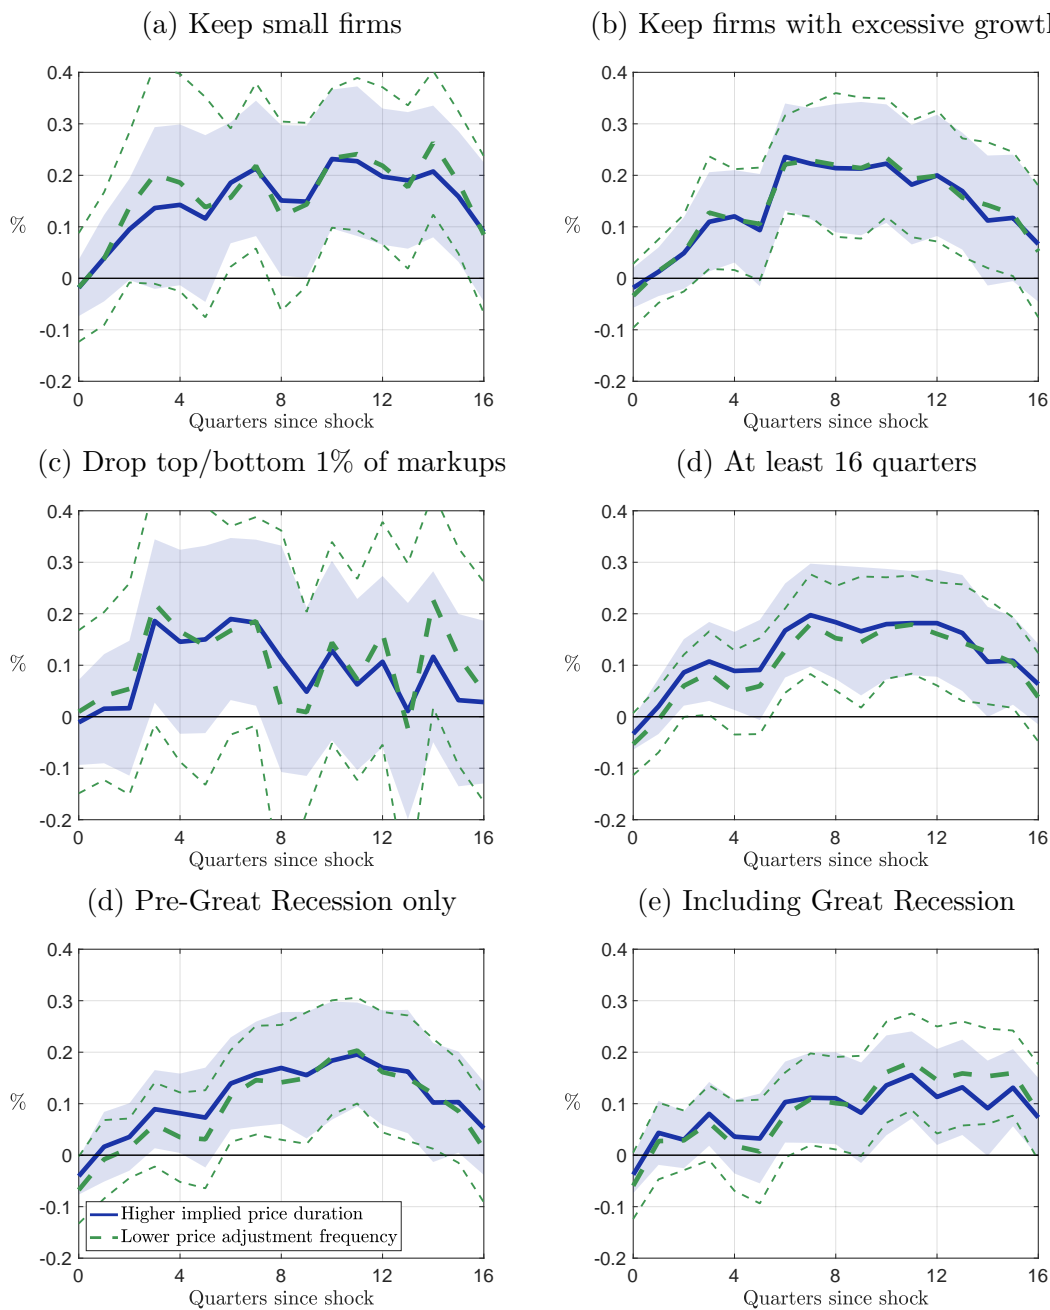 (a) Keep small firms
0.4
0.3
0.2
0.1
0
-0.1
-0.2
%
0 4 8 12 16
Quarters since shock
(b) Keep firms with excessive growt
0.4
0.3
0.2
0.1
0
-0.1
-0.2
%
0 4 8 12 16
Quarters since shock
(c) Drop top/bottom 1% of markups
0.4
0.3
0.2
0.1
0
-0.1
-0.2
%
0 4 8 12 16
Quarters since shock
(d) At least 16 quarters
0.4
0.3
0.2
0.1
0
-0.1
-0.2
%
0 4 8 12 16
Quarters since shock
(d) Pre-Great Recession only
0.4
0.3
0.2
0.1
0
-0.1
-0.2
%
Higher implied price duration
Lower price adjustment frequency
0 4 8 12 16
Quarters since shock
(e) Including Great Recession
0.4
0.3
0.2
0.1
0
-0.1
-0.2
%
0 4 8 12 16
Quarters since shock